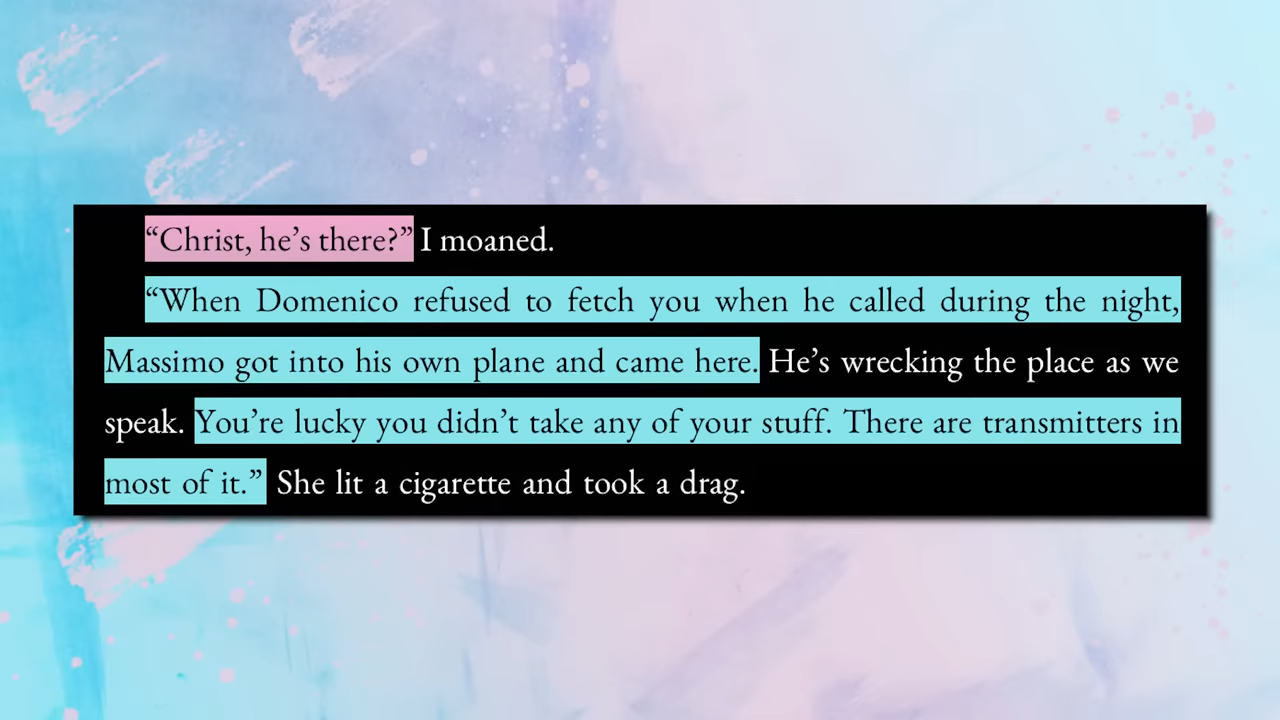 “Christ, he’s there?” I moaned.
“When Domenico refused to fetch you when he called during the night,
Massimo got into his own plane and came here. He’s wrecking the place as we
speak. You’re lucky you didn’t take any of your stuff. There are transmitters in
most of it.” She lit a cigarette and took a drag.